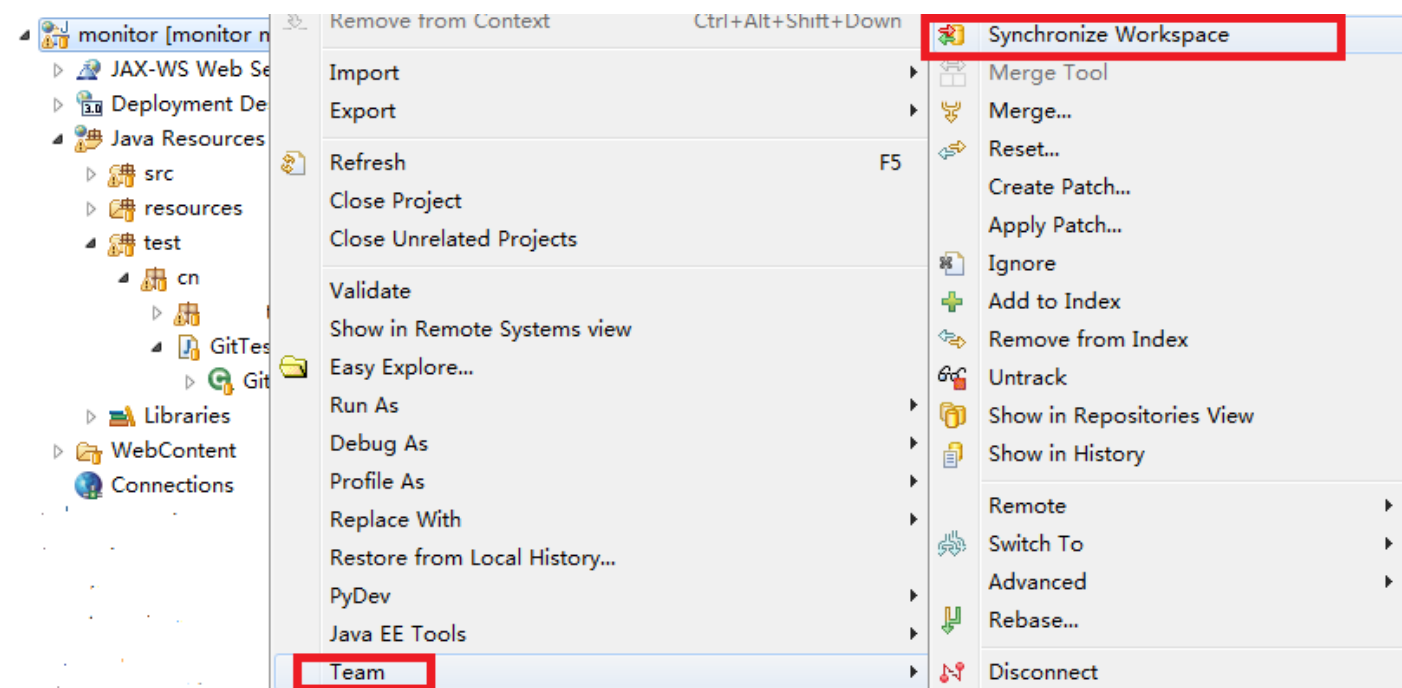 monitor [monitor
JAX-WS Web Se
Deployment De
3.0
Java Resources
src
resources
test
cn
GitTes
Git
Libraries
WebContent
Connections
Remove from Context Ctrl+Alt+Shift+Down
Import
Export
Refresh F5
Close Project
Close Unrelated Projects
Validate
Show in Remote Systems view
Easy Explore...
Run As
Debug As
Profile As
Replace With
Restore from Local History...
PyDev
Java EE Tools
Team
Synchronize Workspace
Merge Tool
Merge...
Reset...
Create Patch...
Apply Patch...
Ignore
Add to Index
Remove from Index
Untrack
Show in Repositories View
Show in History
Remote
Switch To
Advanced
Rebase...
Disconnect